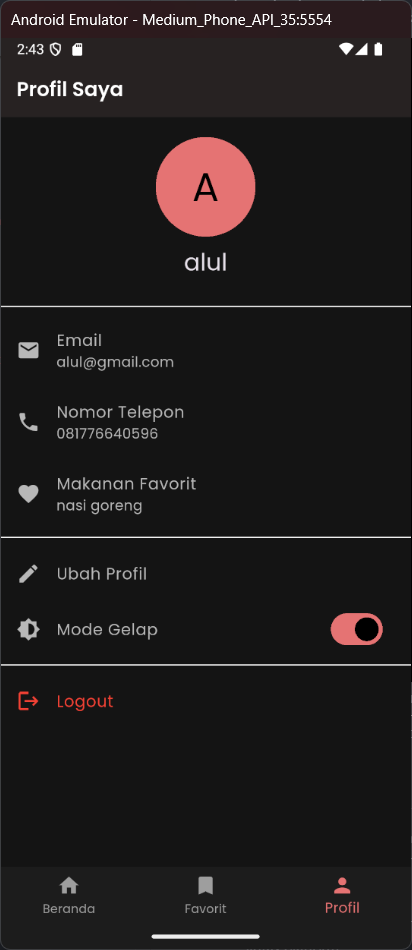 Android Emulator - Medium_Phone_API_35:5554
2:43
Profil Saya
A
alul
Email
alul@gmail.com
Nomor Telepon
081776640596
Makanan Favorit
nasi goreng
Ubah Profil
Mode Gelap
Logout
Beranda
Favorit
Profil